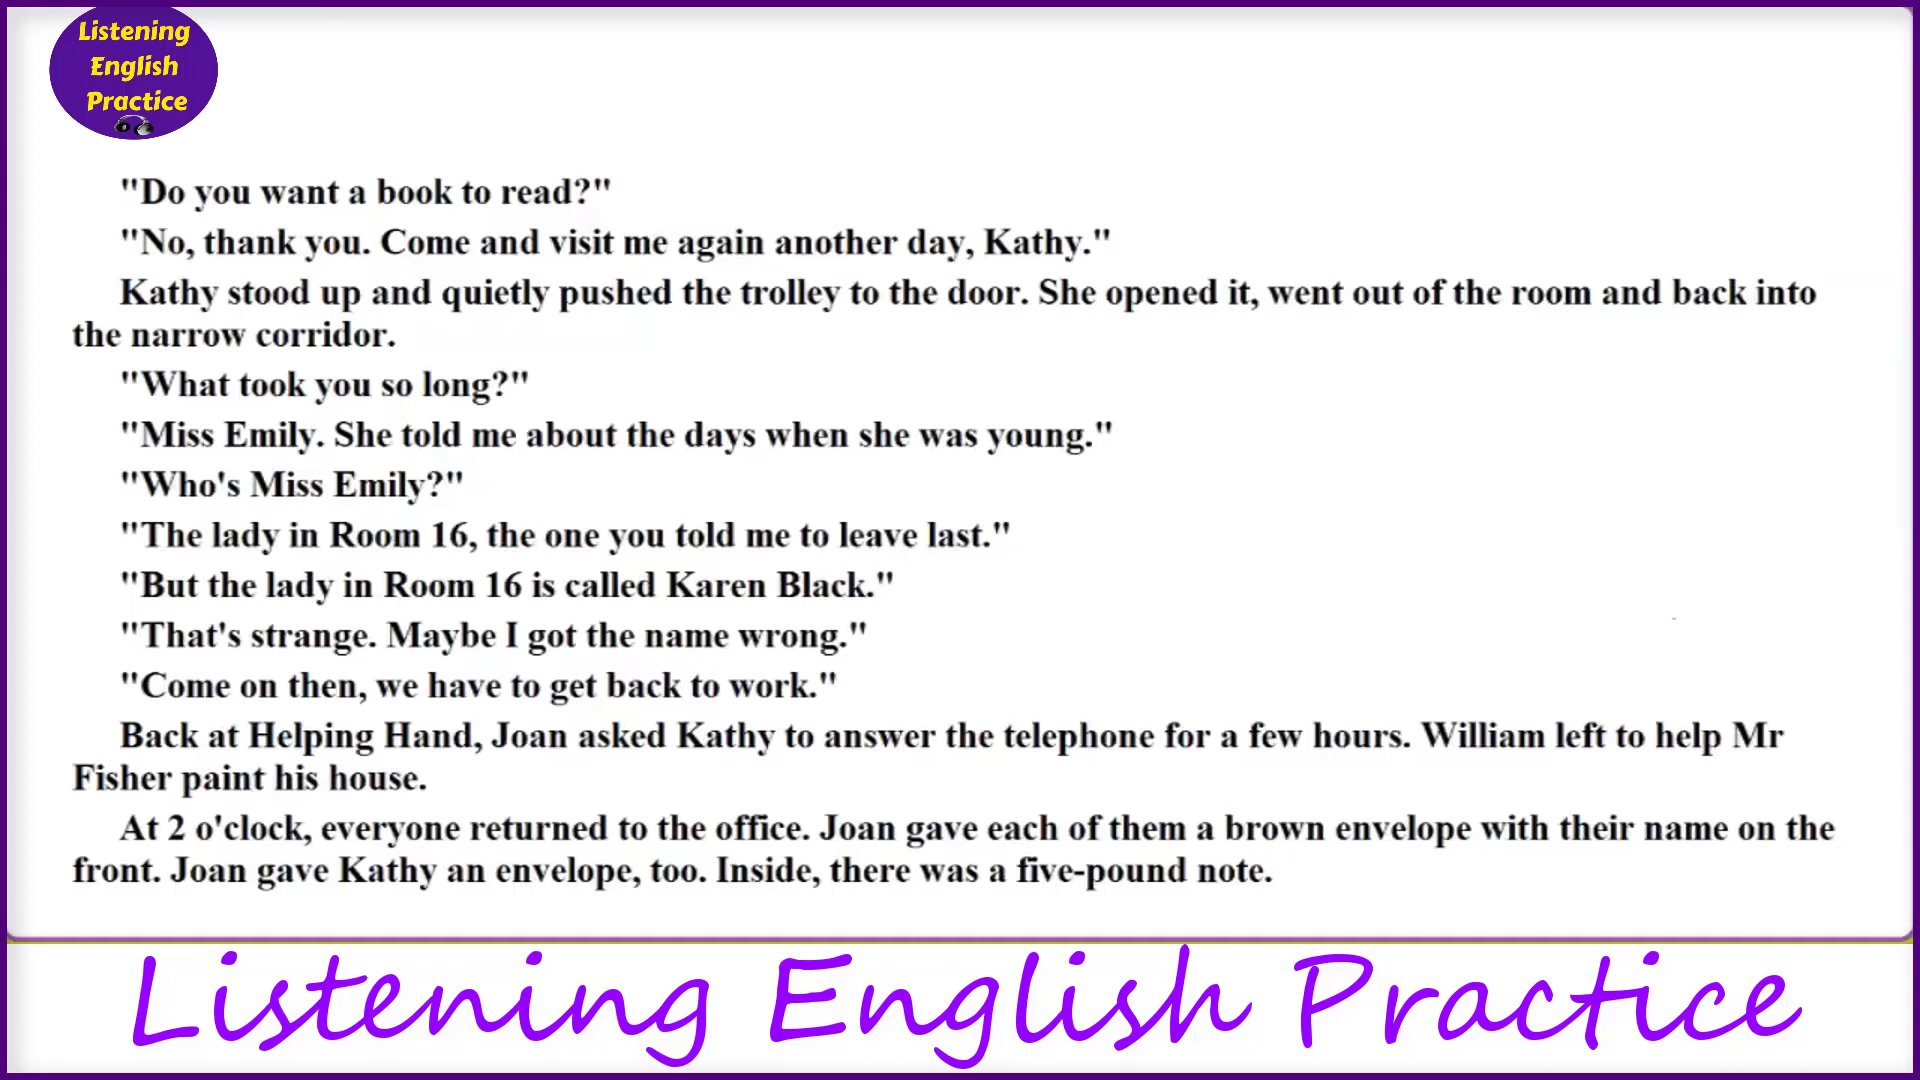 Listening
English
Practice
"Do you want a book to read?"
"No, thank you. Come and visit me again another day, Kathy."
Kathy stood up and quietly pushed the trolley to the door. She opened it, went out of the room and back into
the narrow corridor.
"What took you so long?"
"Miss Emily. She told me about the days when she was young."
"Who's Miss Emily?"
"The lady in Room 16, the one you told me to leave last."
"But the lady in Room 16 is called Karen Black."
"That's strange. Maybe I got the name wrong."
"Come on then, we have to get back to work."
Back at Helping Hand, Joan asked Kathy to answer the telephone for a few hours. William left to help Mr
Fisher paint his house.
At 2 o'clock, everyone returned to the office. Joan gave each of them a brown envelope with their name on the
front. Joan gave Kathy an envelope, too. Inside, there was a five-pound note.
Listening English Practice